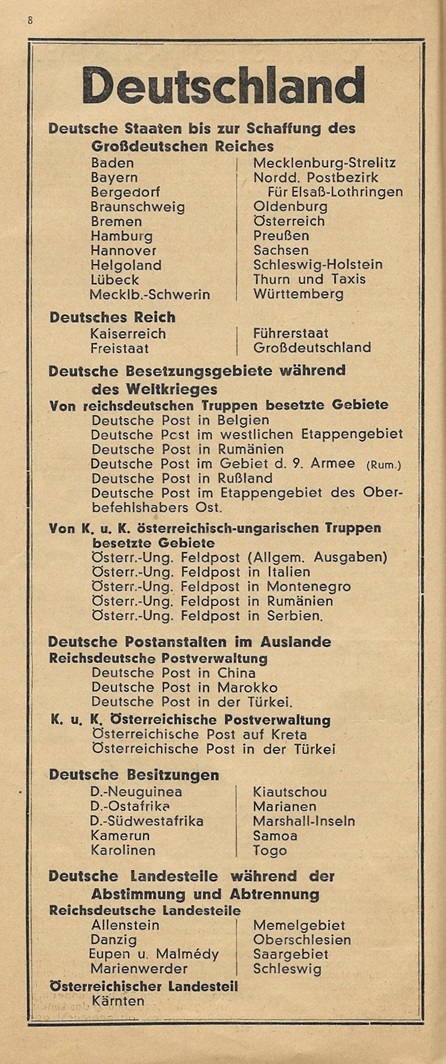 8
Deutschland
Deutsche Staaten bis zur Schaffung des
Großdeutschen Reiches
Baden
Bayern
Bergedorf
Braunschweig
Bremen
Hamburg
Hannover
Helgoland
Lübeck
Mecklb.-Schwerin
Mecklenburg-Strelitz
Nordd. Postbezirk
Für Elsaß-Lothringen
Oldenburg
Österreich
Preußen
Sachsen
Schleswig-Holstein
Thurn und Taxis
Württemberg
Deutsches Reich
Kaiserreich
Freistaat
Führerstaat
Großdeutschland
Deutsche Besetzungsgebiete während
des Weltkrieges
Von reichsdeutschen Truppen besetzte Gebiete
Deutsche Post in Belgien
Deutsche Post im westlichen Etappengebiet
Deutsche Post in Rumänien
Deutsche Post im Gebiet d. 9. Armee (Rum.)
Deutsche Post in Rußland
Deutsche Post im Etappengebiet des Ober-
befehlshabers Ost.
Von K. u. K. österreichisch-ungarischen Truppen
besetzte Gebiete
Österr.-Ung. Feldpost (Allgem. Ausgaben)
Österr.-Ung. Feldpost in Italien
Österr.-Ung. Feldpost in Montenegro
Österr.-Ung. Feldpost in Rumänien
Österr.-Ung. Feldpost in Serbien.
Deutsche Postanstalten im Auslande
Reichsdeutsche Postverwaltung
Deutsche Post in China
Deutsche Post in Marokko
Deutsche Post in der Türkei.
K. u. K. Österreichische Postverwaltung
Österreichische Post auf Kreta
Österreichische Post in der Türkei
Deutsche Besitzungen
D.-Neuguinea
D.-Ostafrika
D.-Südwestafrika
Kamerun
Karolinen
Kiautschou
Marianen
Marshall-Inseln
Samoa
Togo
Deutsche Landesteile während der
Abstimmung und Abtrennung
Reichsdeutsche Landesteile
Allenstein
Danzig
Eupen u. Malmédy
Marienwerder
Memelgebiet
Oberschlesien
Saargebiet
Schleswig
Österreichischer Landesteil
Kärnten